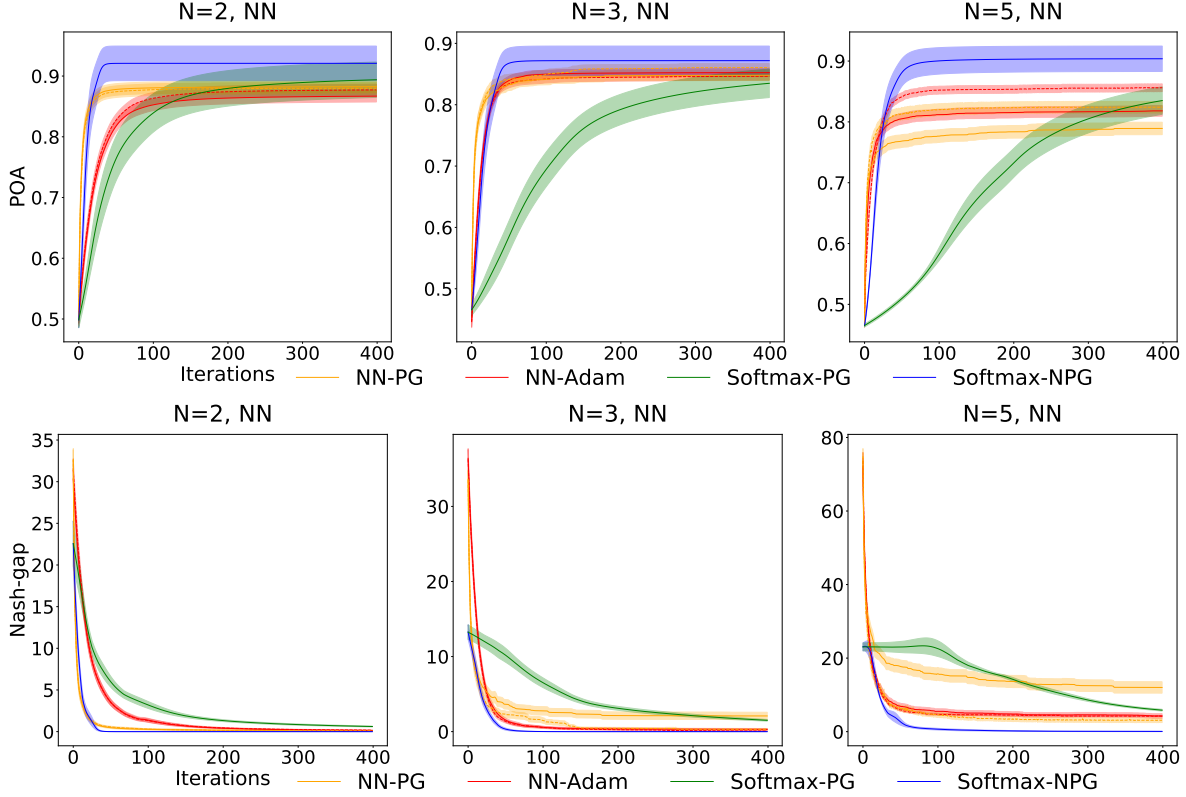 N=2, NN N=3, NN N=5, NN
POA
0.9 0.8 0.7 0.6 0.5
0.9 0.8 0.7 0.6 0.5
0.9 0.8 0.7 0.6 0.5
0 100 200 300 400 0 100 200 300 400 0 100 200 300 400
Iterations NN-PG NN-Adam Softmax-PG Softmax-NPG
N=2, NN N=3, NN N=5, NN
Nash-gap
35 30 25 20 15 10 5 0
30 20 10 0
80 60 40 20 0
0 100 200 300 400 0 100 200 300 400 0 100 200 300 400
Iterations NN-PG NN-Adam Softmax-PG Softmax-NPG